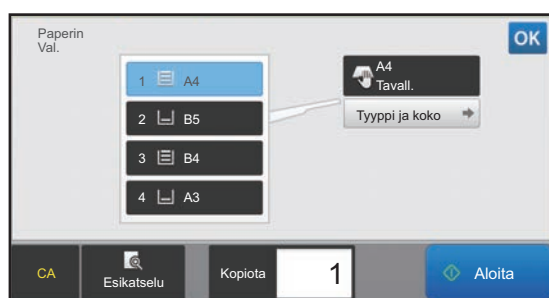 Paperin
Val.
OK
1 A4
2 B5
3 B4
4 A3
A4
Tavall.
Tyyppi ja koko
CA
Esikatselu
Kopiota
1
Aloita